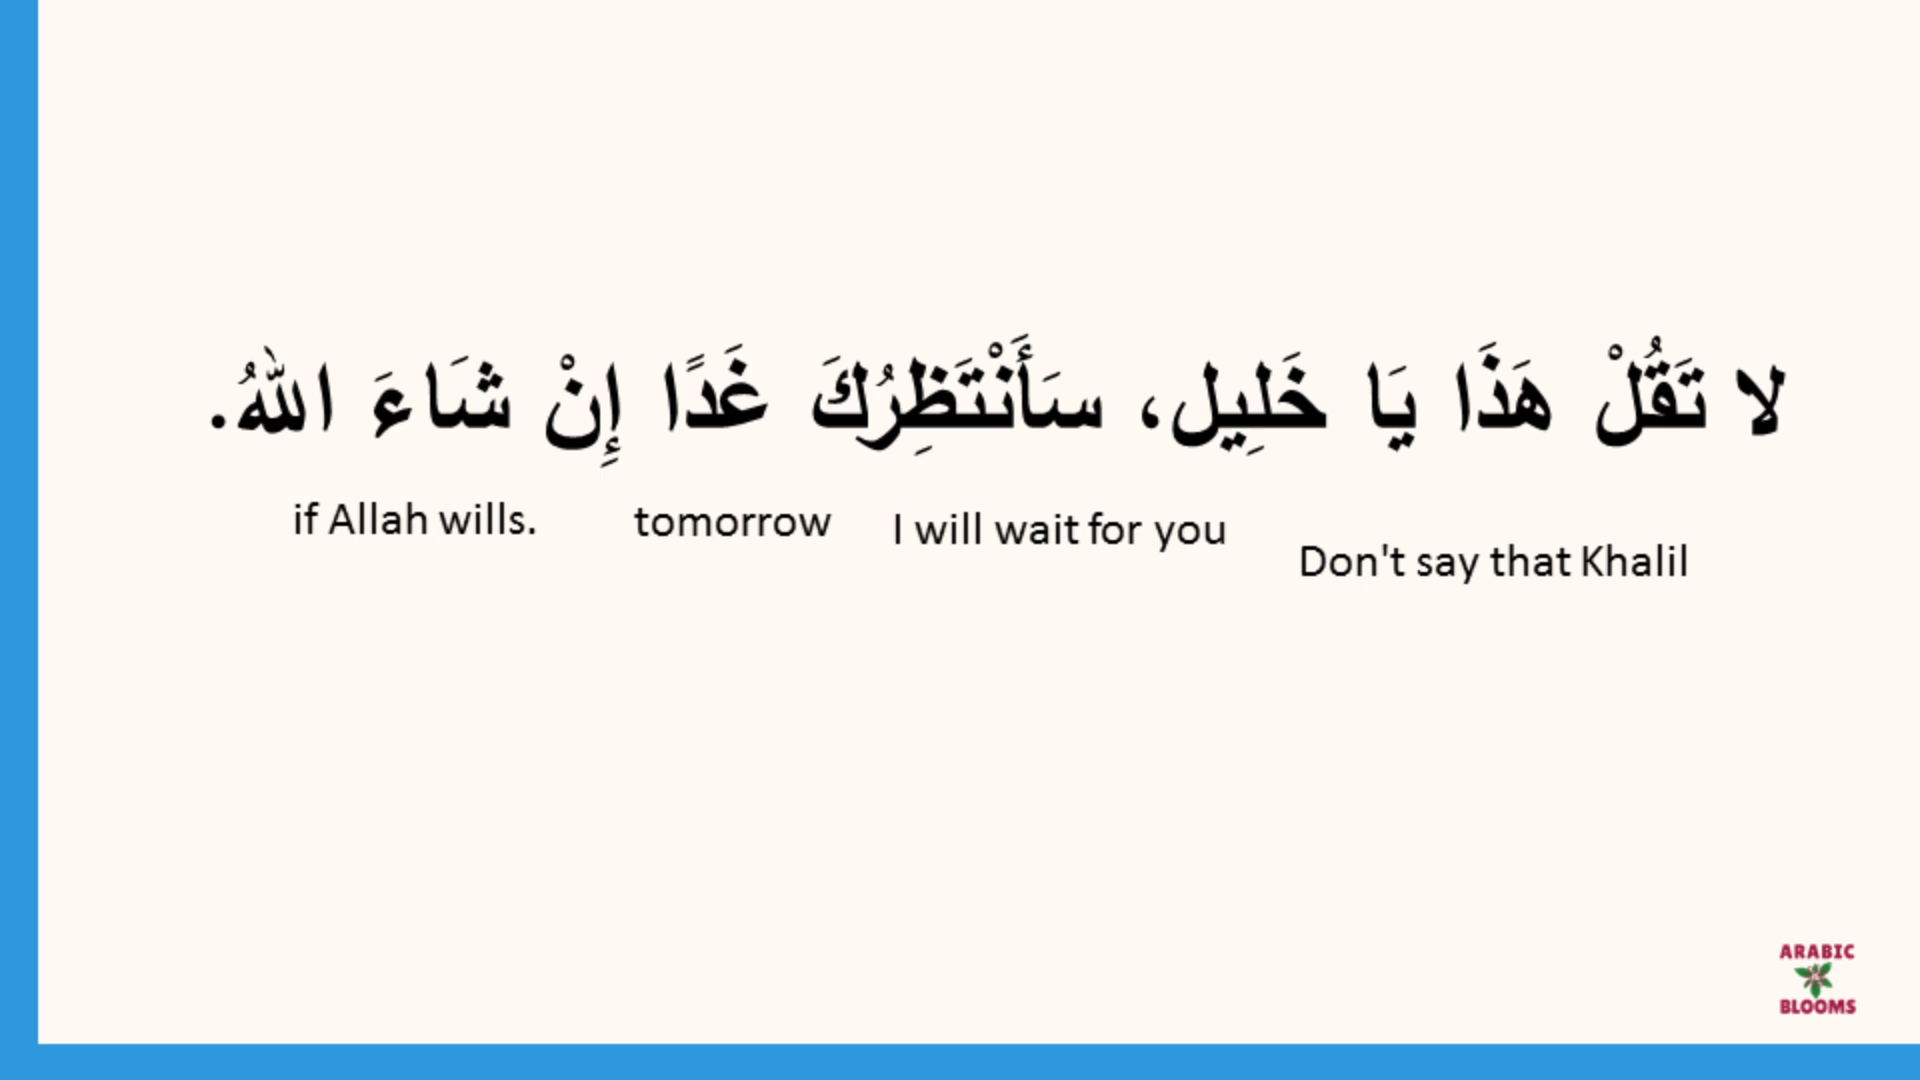 لا تَقُلْ هَذَا يَا خَلِيل، سَأَنْتَظِرُكَ غَدًا إِنْ شَاءَ اللهُ.
Don't say that Khalil
I will wait for you
tomorrow
if Allah wills.
ARABIC
BLOOMS